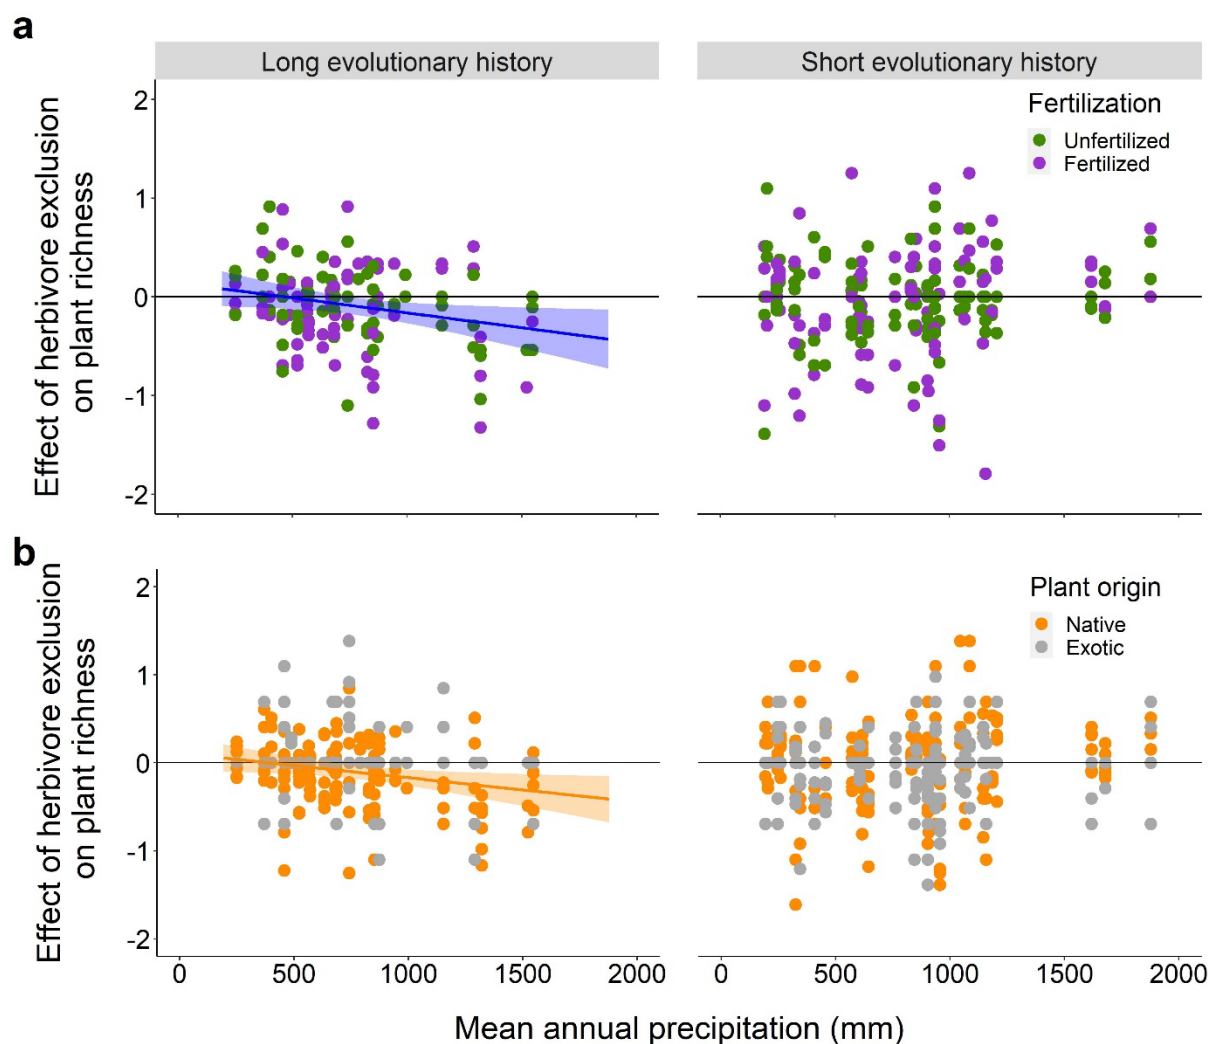 a
Long evolutionary history
Short evolutionary history
Effect of herbivore exclusion
on plant richness
2
1
0
-1
-2
Fertilization
Unfertilized
Fertilized
b
Effect of herbivore exclusion
on plant richness
2
1
0
-1
-2
Plant origin
Native
Exotic
0 500 1000 1500 2000
0 500 1000 1500 2000
Mean annual precipitation (mm)